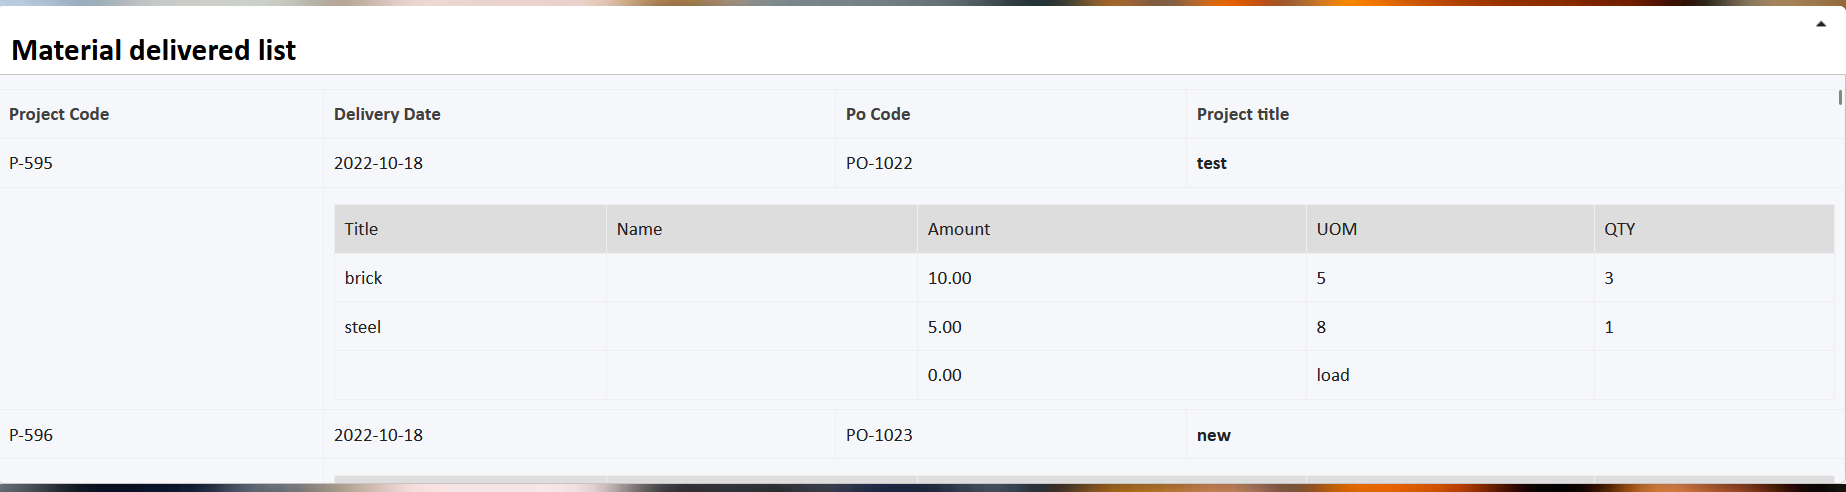 Material delivered list
Project Code Delivery Date Po Code Project title
P-595 2022-10-18 PO-1022 test
Title Name Amount UOM QTY
brick 10.00 5 3
steel 5.00 8 1
0.00 load
P-596 2022-10-18 PO-1023 new